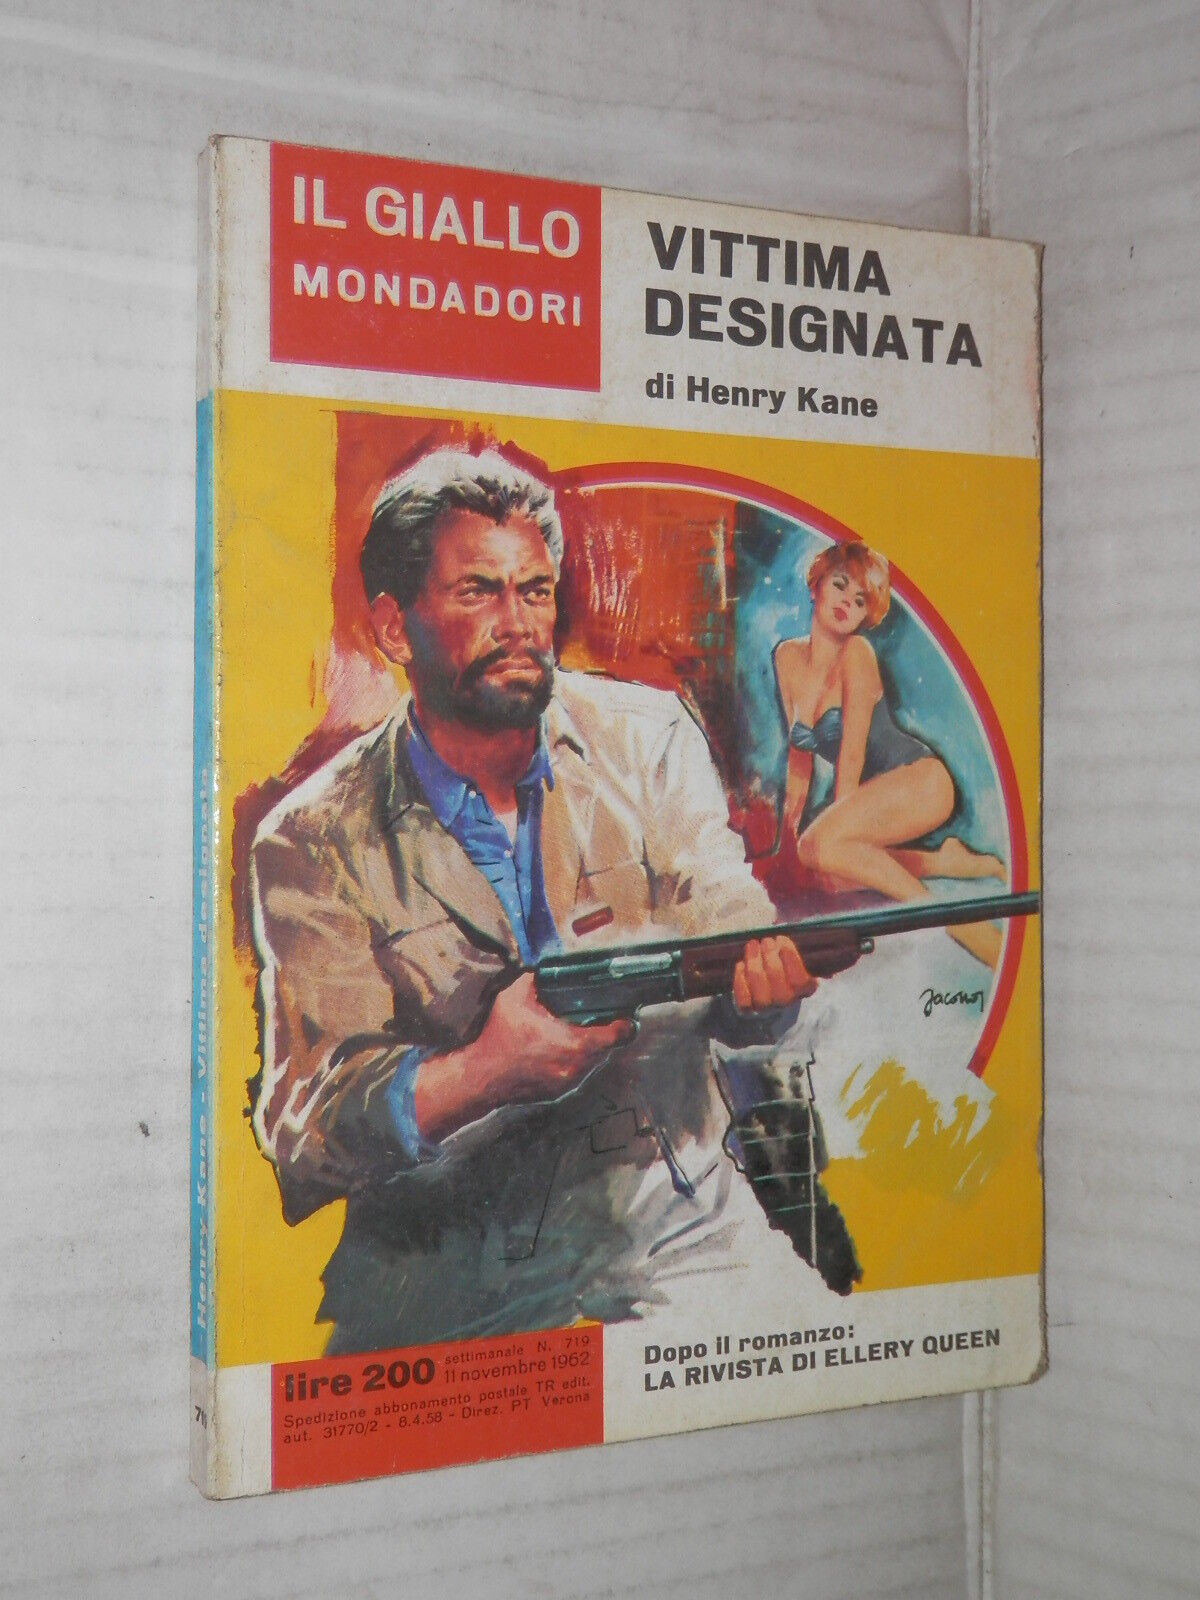 IL GIALLO
MONDADORI
VITTIMA
DESIGNATA
di Henry Kane
Jacono
lire 200
settimanale N. 719
11 novembre 1962
Spedizione abbonamento postale TR edit.
aut. 31770/2 - 8.4.58 - Direz. PT Verona
Dopo il romanzo:
LA RIVISTA DI ELLERY QUEEN
Henry Kane - Vittima designata
719